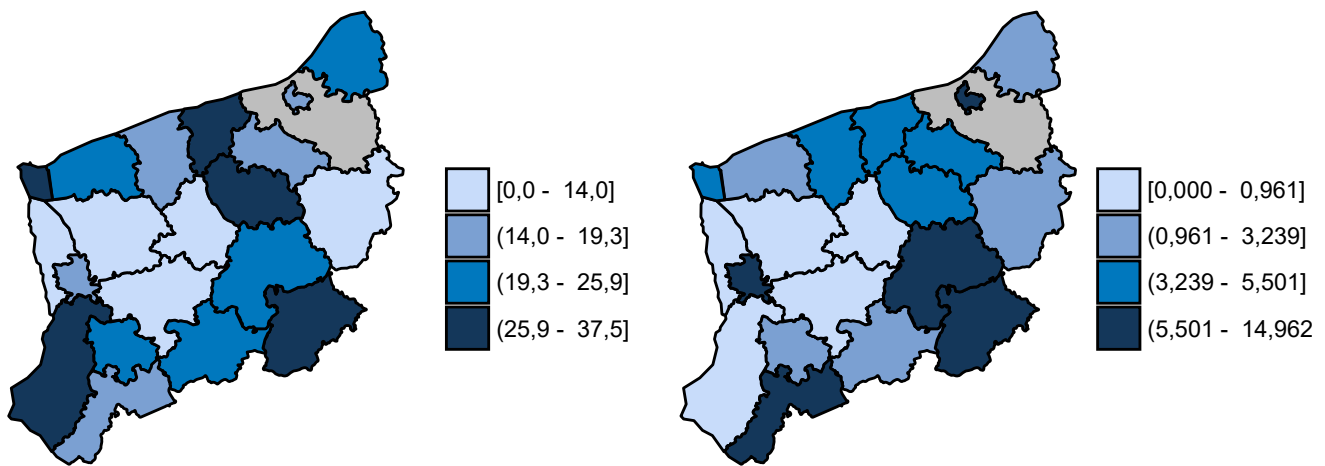 [0,0 - 14,0]
(14,0 - 19,3]
(19,3 - 25,9]
(25,9 - 37,5]
[0,000 - 0,961]
(0,961 - 3,239]
(3,239 - 5,501]
(5,501 - 14,962